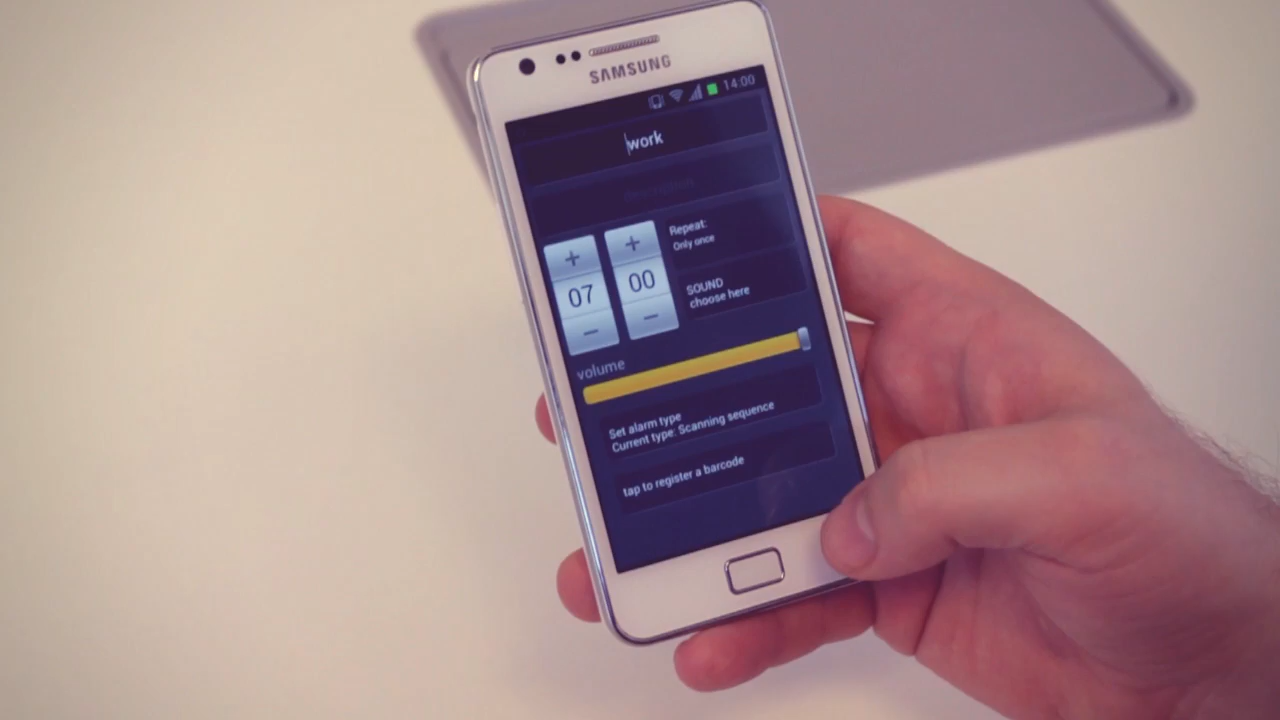 SAMSUNG
14:00
work
+ +
07 00
- -
Repeat:
Only once
SOUND
choose here
volume
Set alarm type
Current type: Scanning sequence
tap to register a barcode